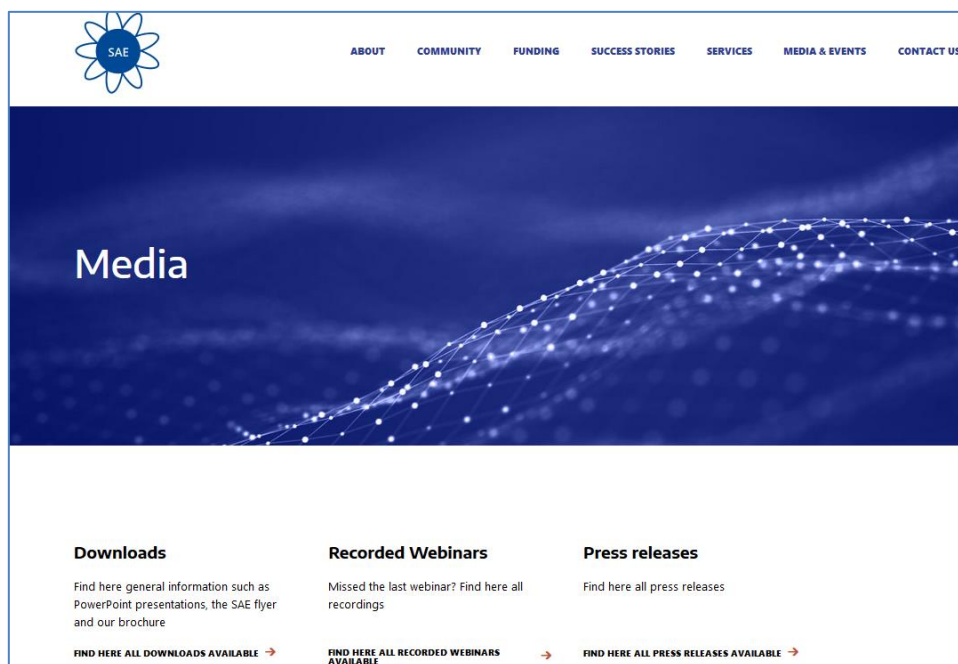 SAE
ABOUT COMMUNITY FUNDING SUCCESS STORIES SERVICES MEDIA & EVENTS CONTACT US
Media
Downloads
Find here general information such as
PowerPoint presentations, the SAE flyer
and our brochure
FIND HERE ALL DOWNLOADS AVAILABLE →
Recorded Webinars
Missed the last webinar? Find here all
recordings
FIND HERE ALL RECORDED WEBINARS
AVAILABLE →
Press releases
Find here all press releases
FIND HERE ALL PRESS RELEASES AVAILABLE →